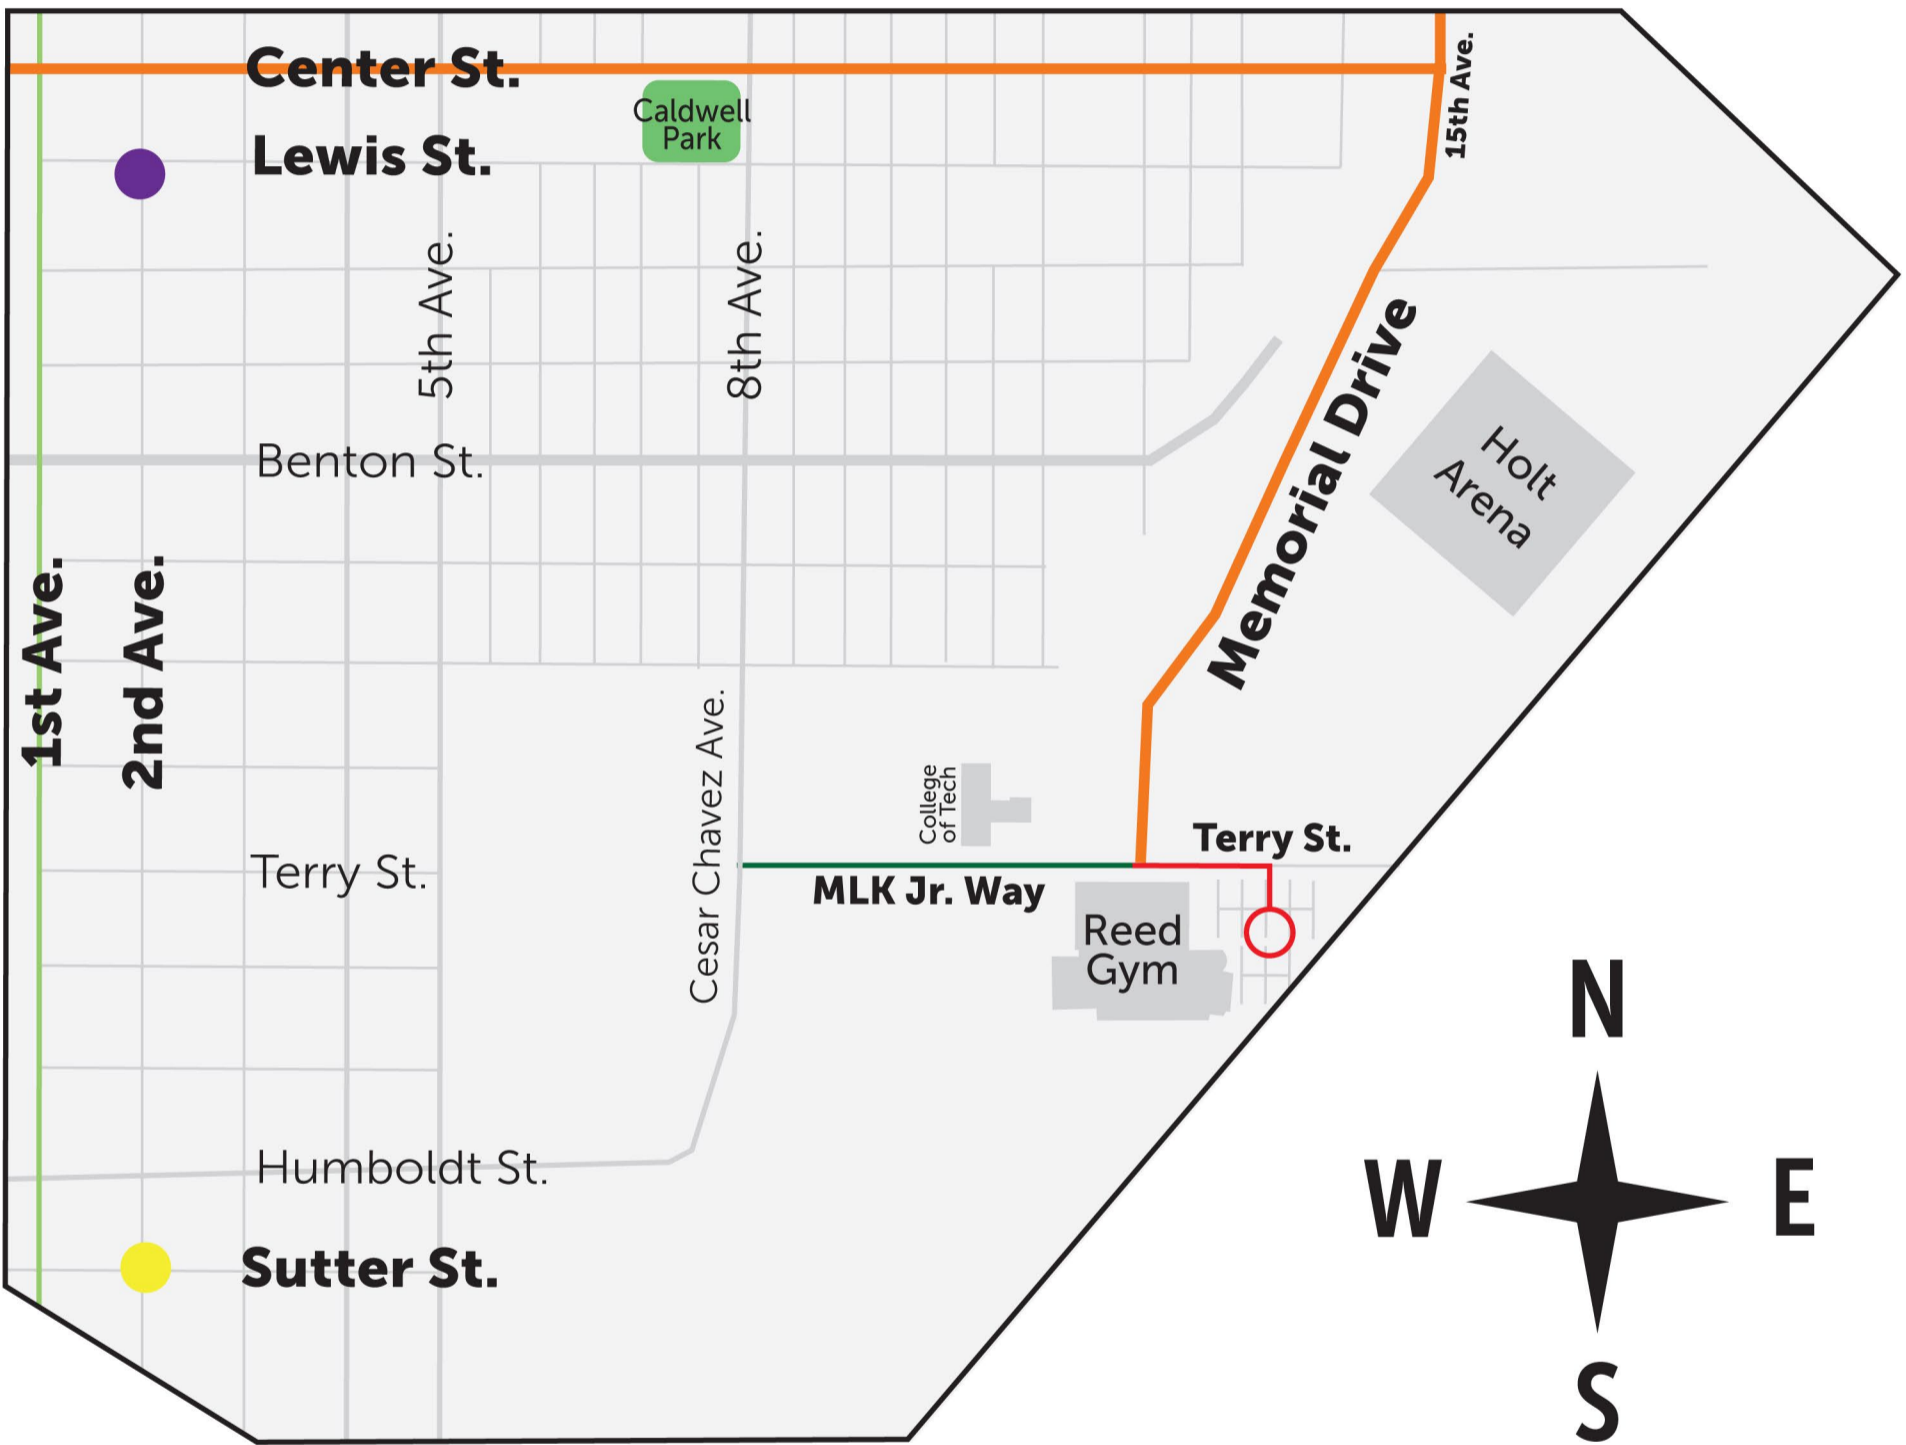 Center St.
15th Ave.
Caldwell
Park
Lewis St.
5th Ave.
8th Ave.
Memorial Drive
Holt
Arena
Benton St.
1st Ave.
2nd Ave.
Cesar Chavez Ave.
College
of Tech
Terry St.
Terry St.
MLK Jr. Way
Reed
Gym
N
W
E
S
Humboldt St.
Sutter St.